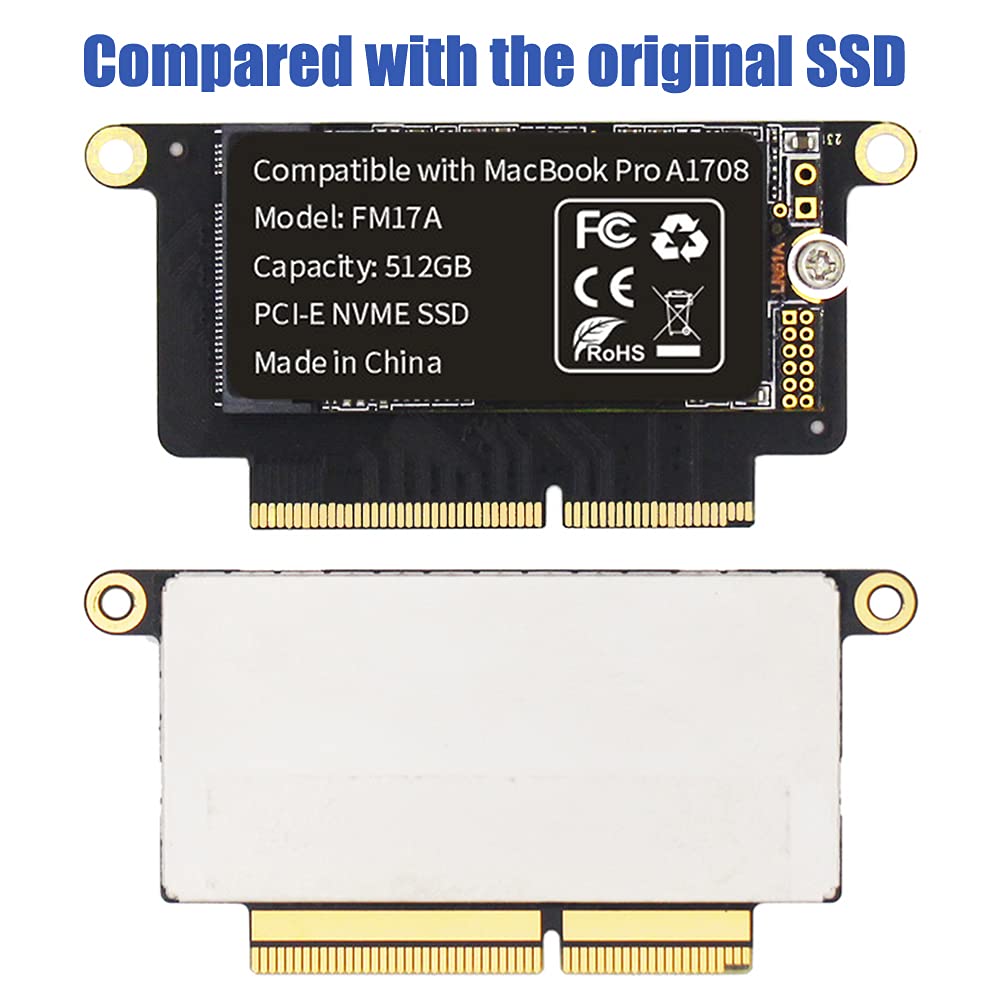 Compared with the original SSD
Compatible with MacBook Pro A1708
Model: FM17A
Capacity: 512GB
PCI-E NVME SSD
Made in China
FC
CE
RoHS
LR61A